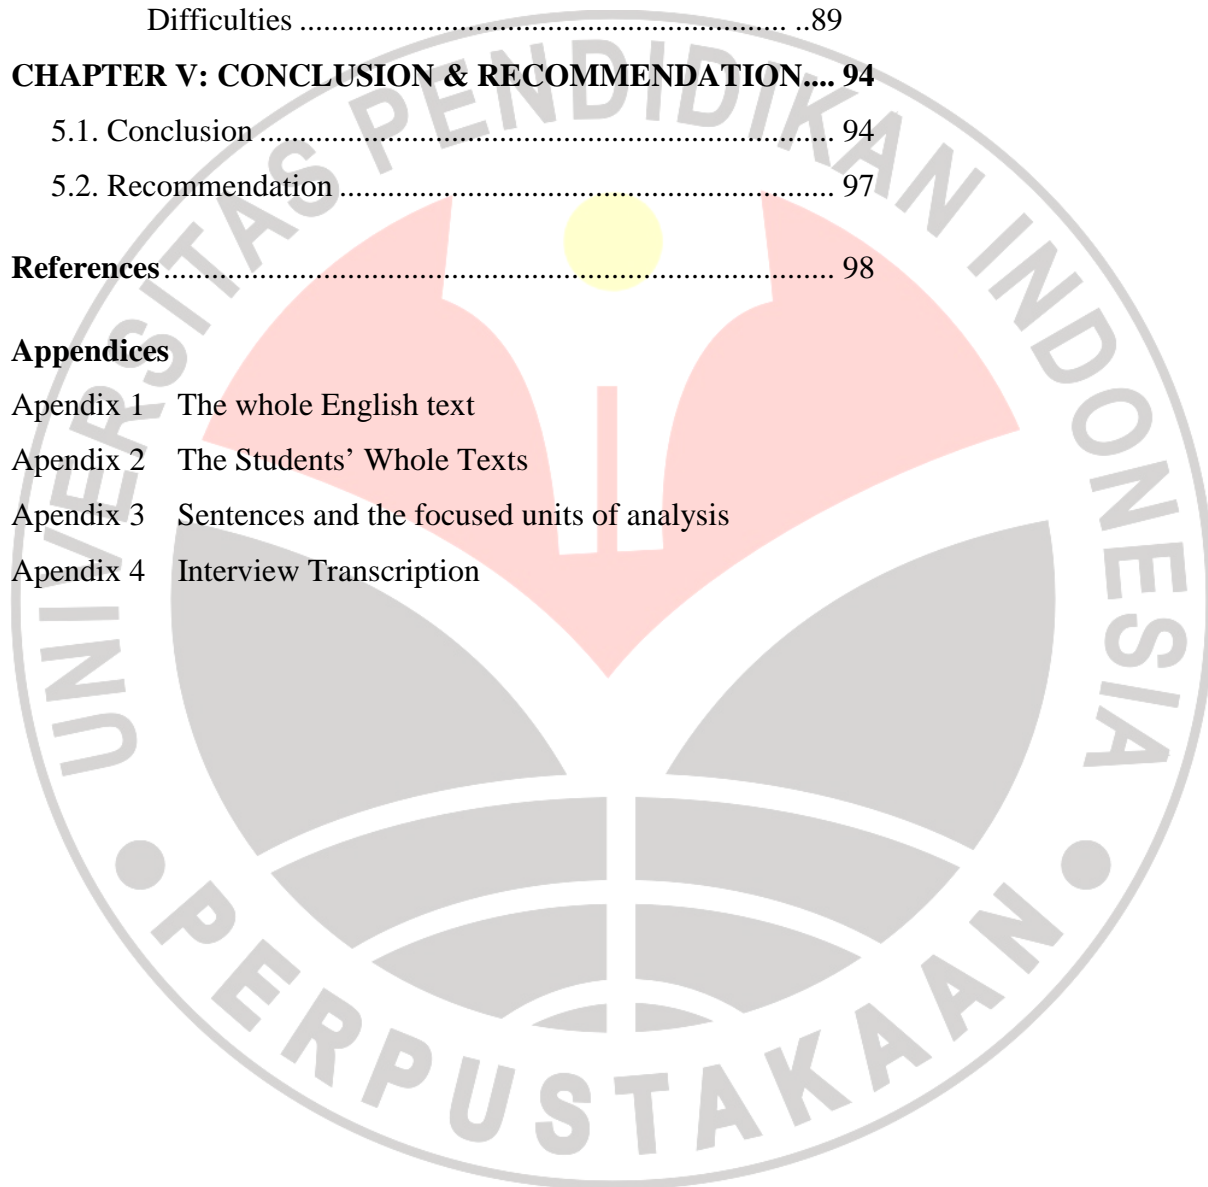 Difficulties ............................................................. ..89
CHAPTER V: CONCLUSION & RECOMMENDATION.... 94
5.1. Conclusion ........................................................................ 94
5.2. Recommendation .............................................................. 97
References.................................................................................... 98
Appendices
Apendix 1 The whole English text
Apendix 2 The Students’ Whole Texts
Apendix 3 Sentences and the focused units of analysis
Apendix 4 Interview Transcription
UNIVERSITAS PENDIDIKAN INDONESIA
PERPUSTAKAAN